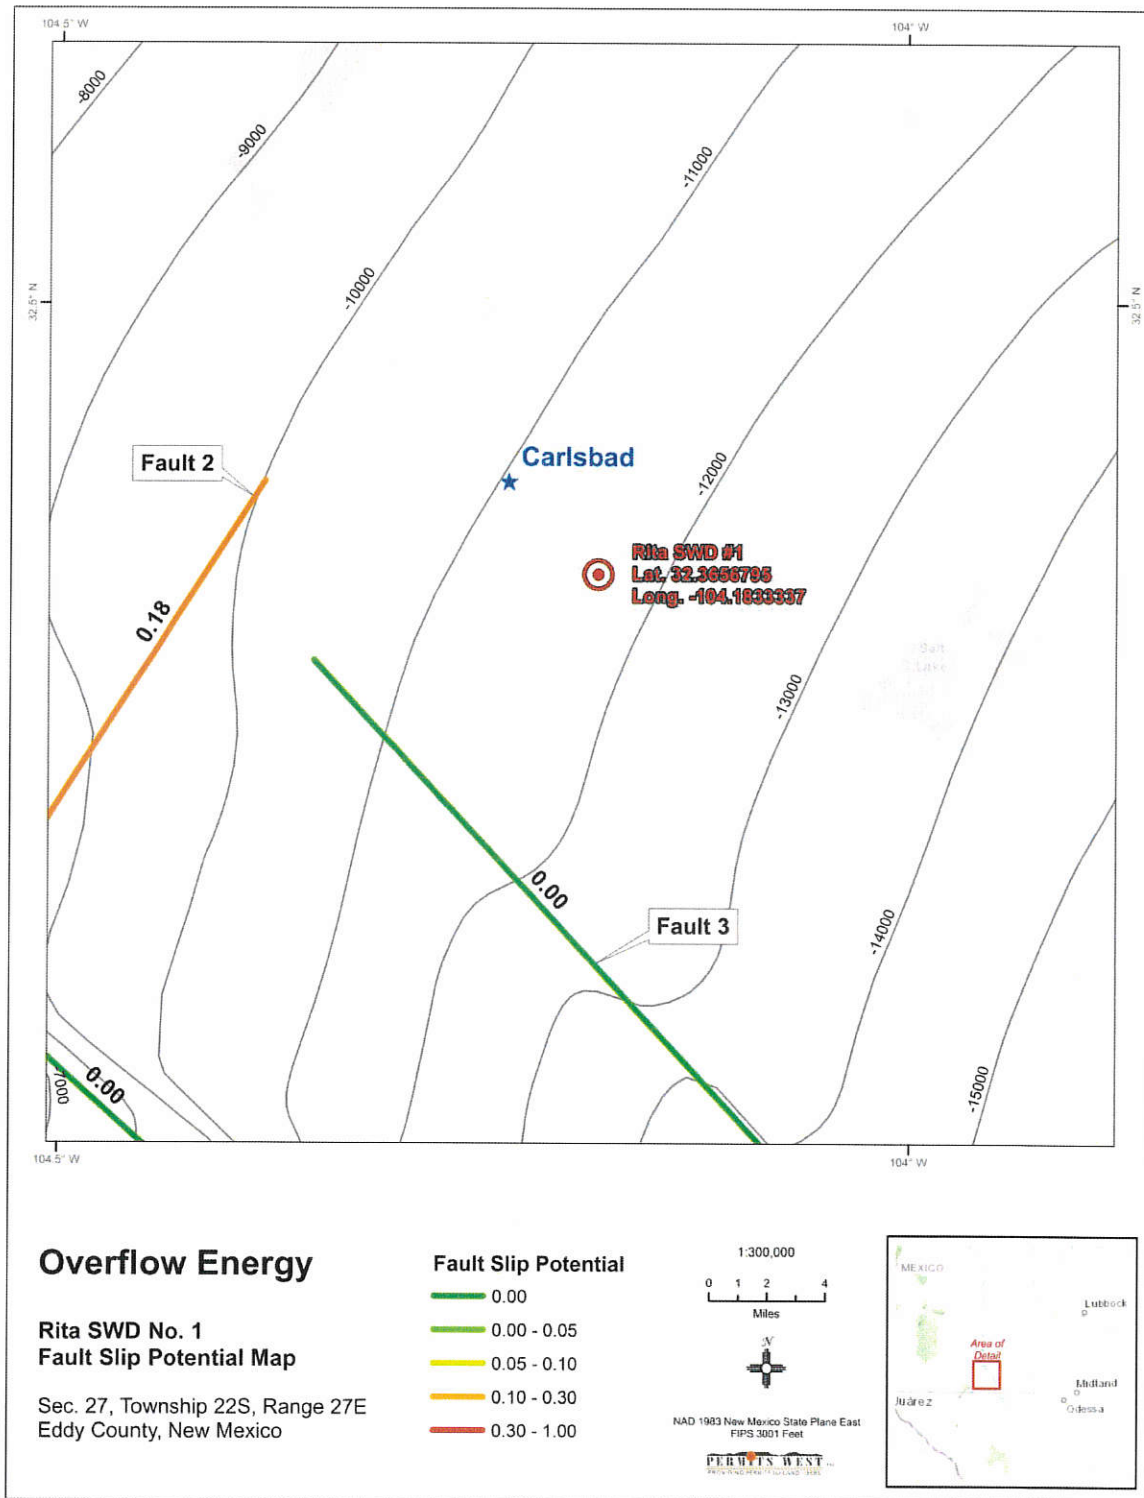 104.5° W
104° W
-8000
-9000
-11000
-10000
32.5° N
32.5° N
Carlsbad
Fault 2
-12000
Rita SWD #1
Lat. 32.3656795
Long. -104.1833337
0.18
Salt
Lake
-13000
0.00
Fault 3
-14000
0.00
-7000
-15000
104.5° W
104° W
Overflow Energy
Rita SWD No. 1
Fault Slip Potential Map
Sec. 27, Township 22S, Range 27E
Eddy County, New Mexico
Fault Slip Potential
0.00
0.00 - 0.05
0.05 - 0.10
0.10 - 0.30
0.30 - 1.00
1:300,000
0 1 2 4
Miles
N
NAD 1983 New Mexico State Plane East
FIPS 3001 Feet
PERMITS WEST
MEXICO
Lubbock
Area of
Detail
Midland
Odessa
Juárez